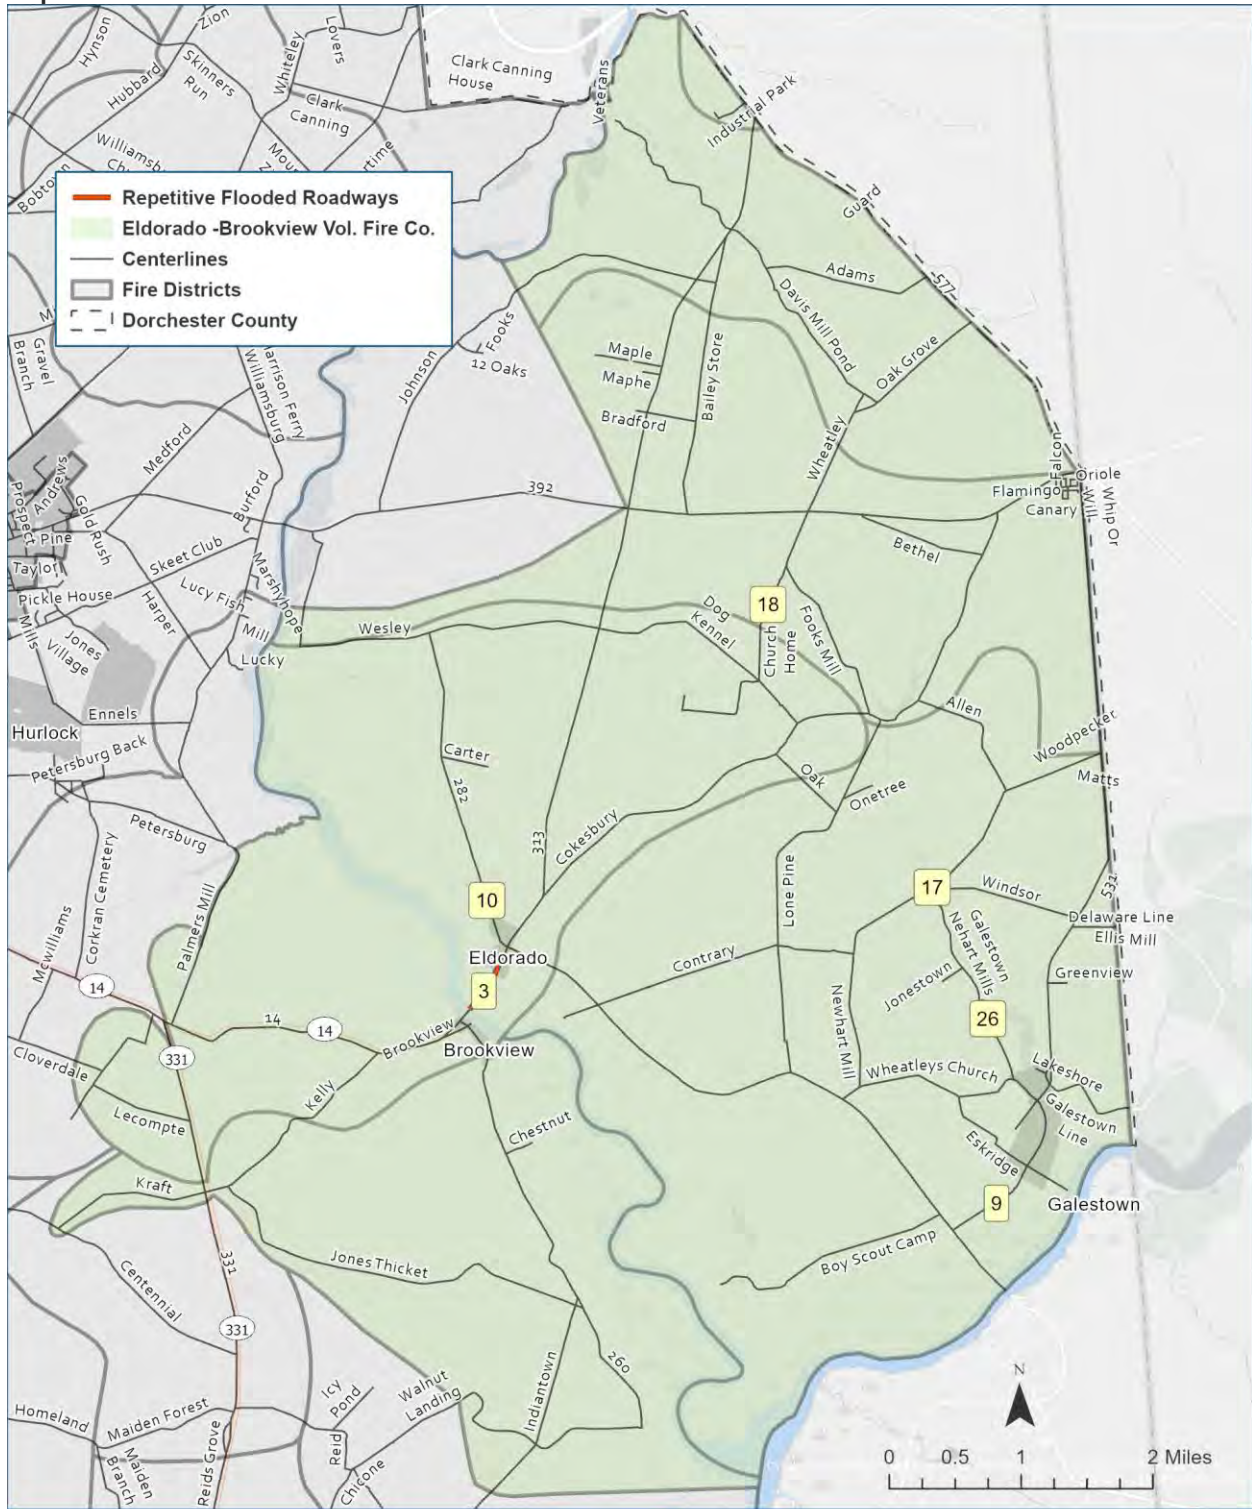 Hynson
Zion
Lovers
Whiteley
Skinners
Run
Hubbard
Clark
Canning
Clark Canning
House
Veterans
Industrial Park
Guard
577
Bobtown
Repetitive Flooded Roadways
Eldorado -Brookview Vol. Fire Co.
Centerlines
Fire Districts
Dorchester County
Adams
Davis Mill Pond
Oak Grove
Gravel
Branch
Harrison Ferry
Williamsburg
Johnson
Fooks
12 Oaks
Maple
Maphe
Bradford
Bailey Store
Wheatley
Medford
Burford
392
Falcon
Oriole
Flamingo
Canary
Will
Whip Or
Prospect
Andrews
Gold Rush
Pine
Taylor
Skeet Club
Marshyhope
Bethel
Pickle House
Lucy Fish
Mills
Jones
Village
Harper
Mill
Lucky
Wesley
Dog
Kennel
18
Church
Home
Fooks Mill
Ennels
Hurlock
Petersburg Back
Allen
Woodpecker
Matts
Carter
282
Oak
Onetree
Petersburg
313
Cokesbury
Corkran Cemetery
Mcwilliams
Palmers Mill
10
Lone Pine
17
Windsor
532
Delaware Line
Ellis Mill
Galestown
Nehart Mills
Eldorado
Contrary
Jonestown
Greenview
14
3
Newhart Mill
26
14
14
Brookview
Brookview
331
Cloverdale
Wheatleys Church
Lakeshore
Kelly
Lecompte
Chestnut
Galestown
Line
Eskridge
Kraft
9
Galestown
331
Jones Thicket
Boy Scout Camp
Centennial
331
260
Indiantown
Walnut
Landing
Icy
Pond
Homeland
Maiden Forest
Maiden
Branch
Reids Grove
Reid
Chicone
N
0 0.5 1 2 Miles